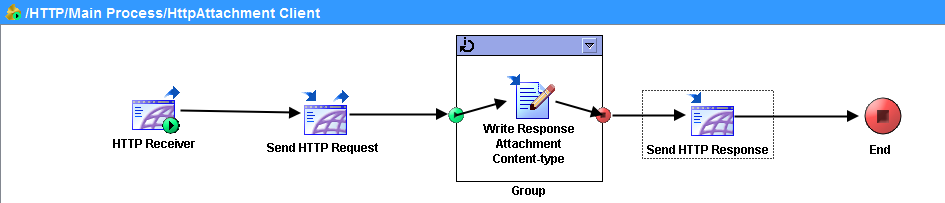 /HTTP/Main Process/HttpAttachment Client
HTTP Receiver
Send HTTP Request
Write Response
Attachment
Content-type
Group
Send HTTP Response
End